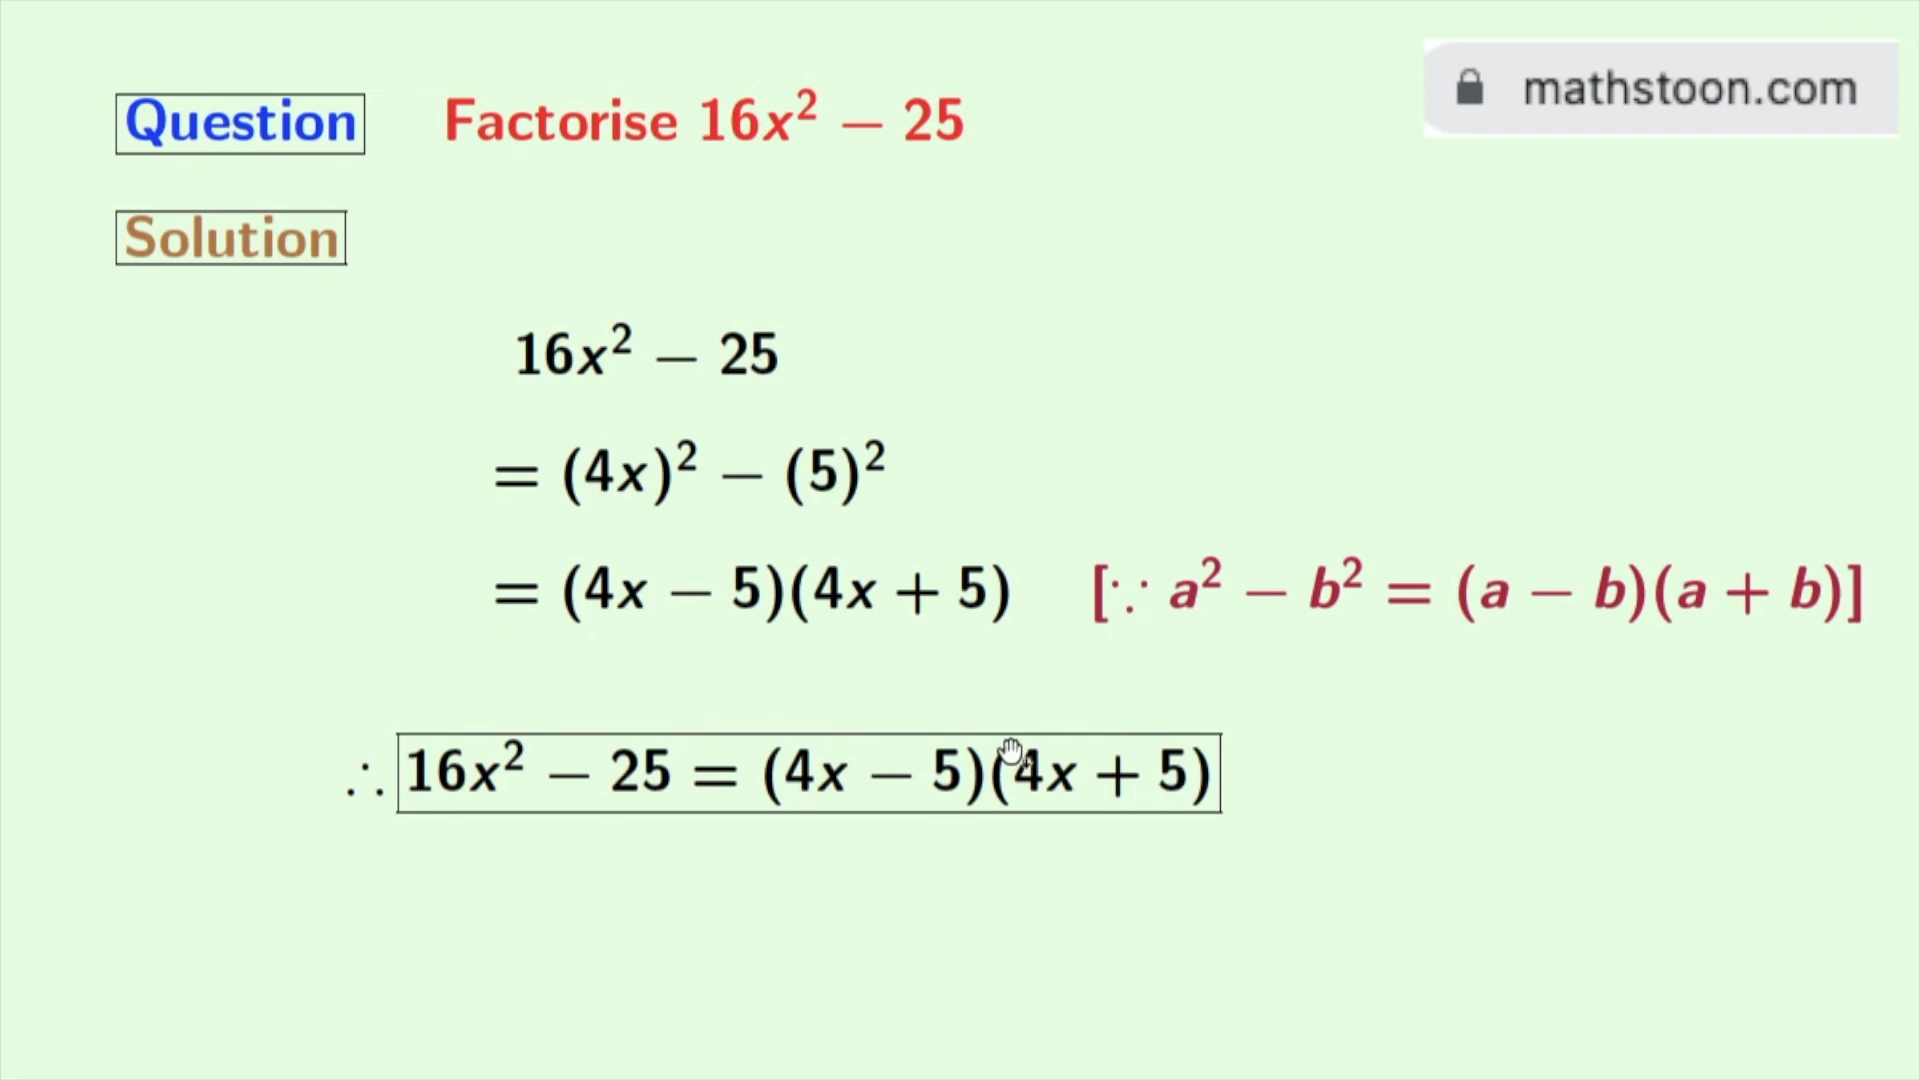 Question Factorise 16x² − 25
mathstoon.com
Solution
16x² − 25
= (4x)² − (5)²
= (4x − 5)(4x + 5) [∵ a² − b² = (a − b)(a + b)]
∴ 16x² − 25 = (4x − 5)(4x + 5)